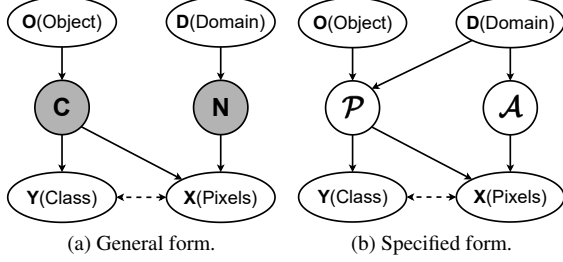 O(Object) D(Domain) O(Object) D(Domain)
C N 𝒫 𝒜
Y(Class) X(Pixels) Y(Class) X(Pixels)
(a) General form. (b) Specified form.